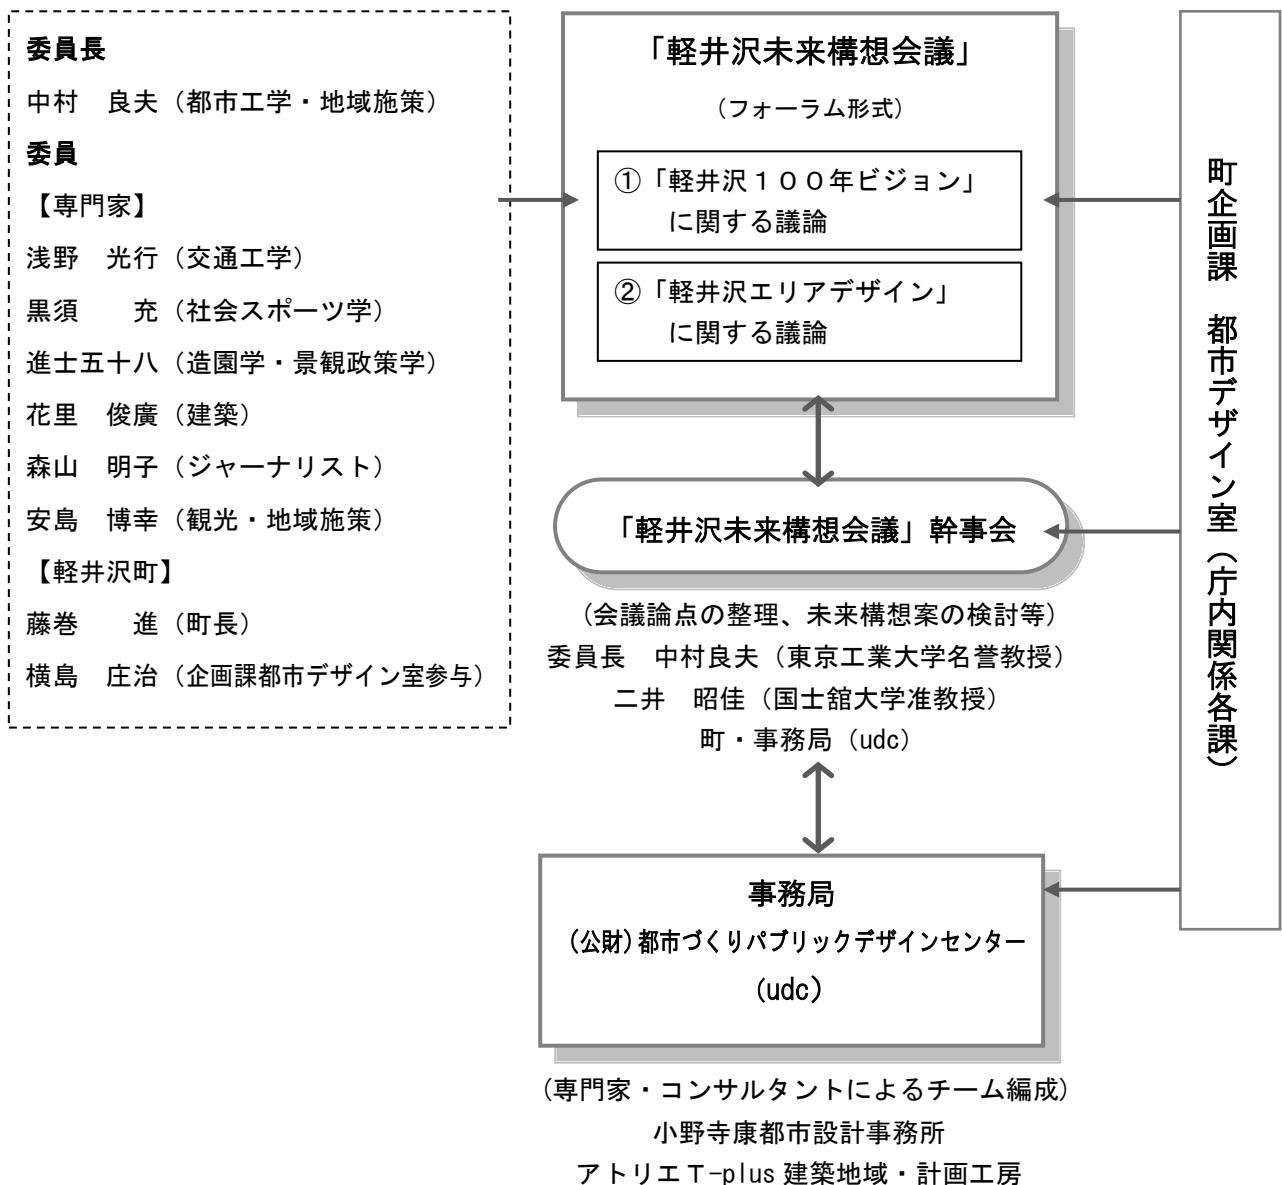 委員長
中村　良夫（都市工学・地域施策）
委員
【専門家】
浅野　光行（交通工学）
黒須　　充（社会スポーツ学）
進士五十八（造園学・景観政策学）
花里　俊廣（建築）
森山　明子（ジャーナリスト）
安島　博幸（観光・地域施策）
【軽井沢町】
藤巻　　進（町長）
横島　庄治（企画課都市デザイン室参与）
「軽井沢未来構想会議」
（フォーラム形式）
①「軽井沢１００年ビジョン」
に関する議論
②「軽井沢エリアデザイン」
に関する議論
「軽井沢未来構想会議」幹事会
（会議論点の整理、未来構想案の検討等）
委員長　中村良夫（東京工業大学名誉教授）
二井　昭佳（国士舘大学准教授）
町・事務局（udc）
事務局
（公財）都市づくりパブリックデザインセンター
（udc）
（専門家・コンサルタントによるチーム編成）
小野寺康都市設計事務所
アトリエＴ-plus 建築地域・計画工房
町企画課　都市デザイン室（庁内関係各課）